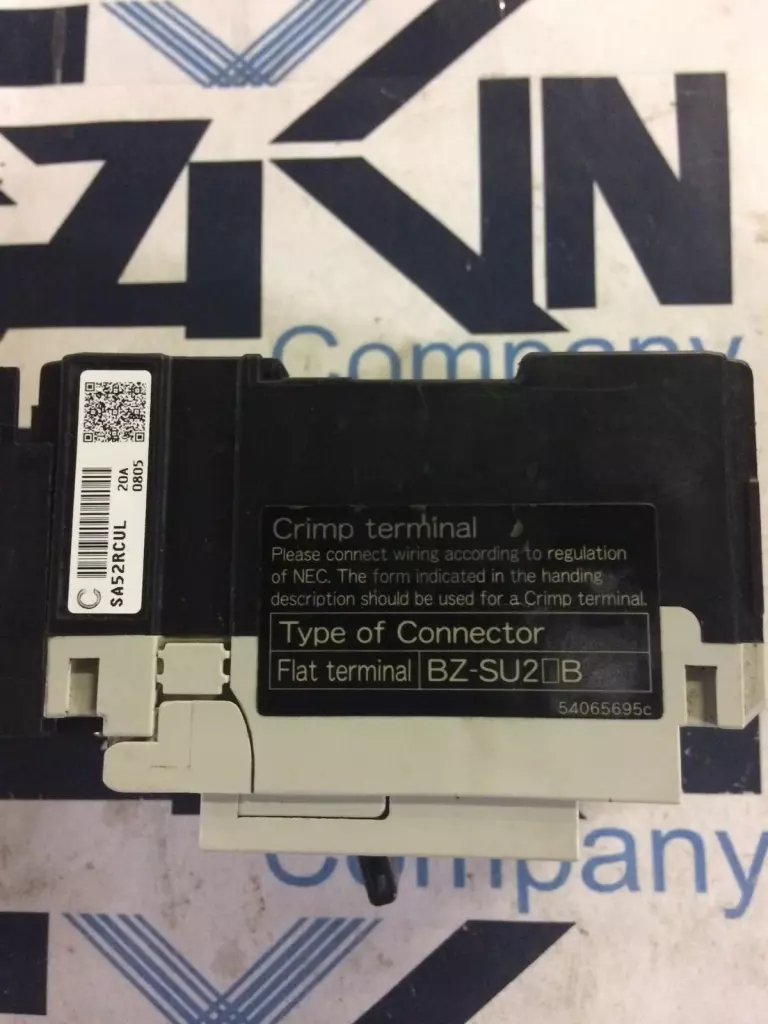 Company
C
SA52RCUL
20A
0805
Crimp terminal
Please connect wiring according to regulation
of NEC. The form indicated in the handing
description should be used for a Crimp terminal.
Type of Connector
Flat terminal BZ-SU2□B
54065695c
Company